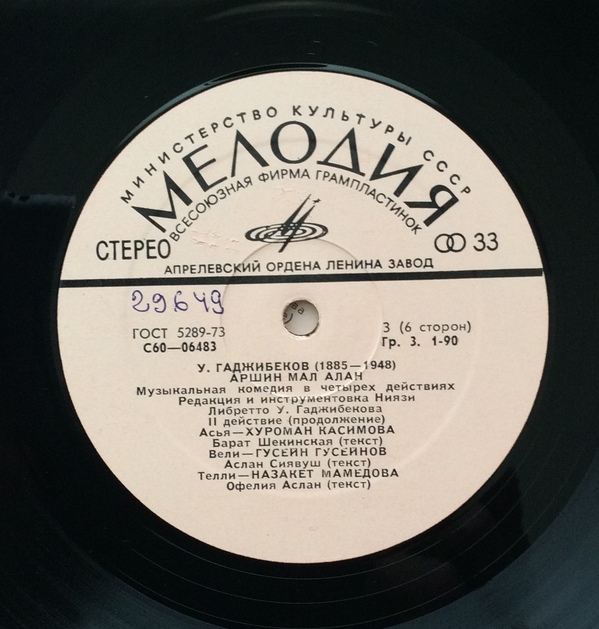 МИНИСТЕРСТВО КУЛЬТУРЫ СССР
МЕЛОДИЯ
ВСЕСОЮЗНАЯ ФИРМА ГРАМПЛАСТИНОК
СТЕРЕО
33
АПРЕЛЕВСКИЙ ОРДЕНА ЛЕНИНА ЗАВОД
29649
ГОСТ 5289-73
3 (6 сторон)
С60—06483
Гр. 3. 1-90
У. ГАДЖИБЕКОВ (1885—1948)
АРШИН МАЛ АЛАН
Музыкальная комедия в четырех действиях
Редакция и инструментовка Ниязи
Либретто У. Гаджибекова
II действие (продолжение)
Асья—ХУРОМАН КАСИМОВА
Барат Шекинская (текст)
Вели—ГУСЕЙН ГУСЕЙНОВ
Аслан Сиявуш (текст)
Телли—НАЗАКЕТ МАМЕДОВА
Офелия Аслан (текст)